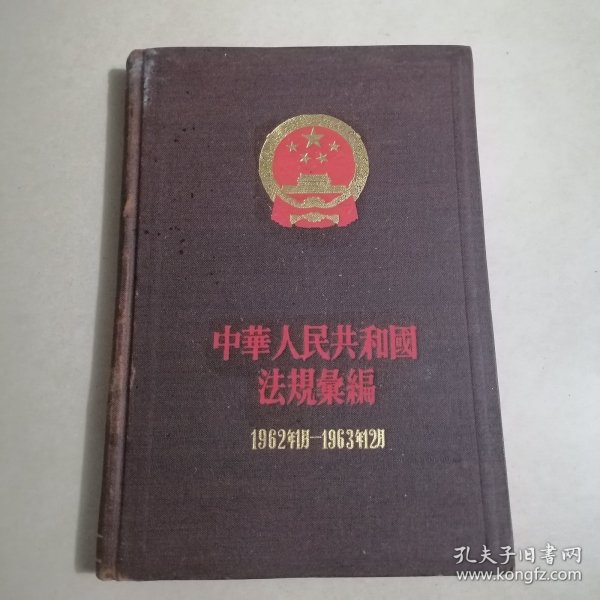 中華人民共和國
法規彙編
1962年1月—1963年12月
孔夫子旧书网
www.kongfz.com